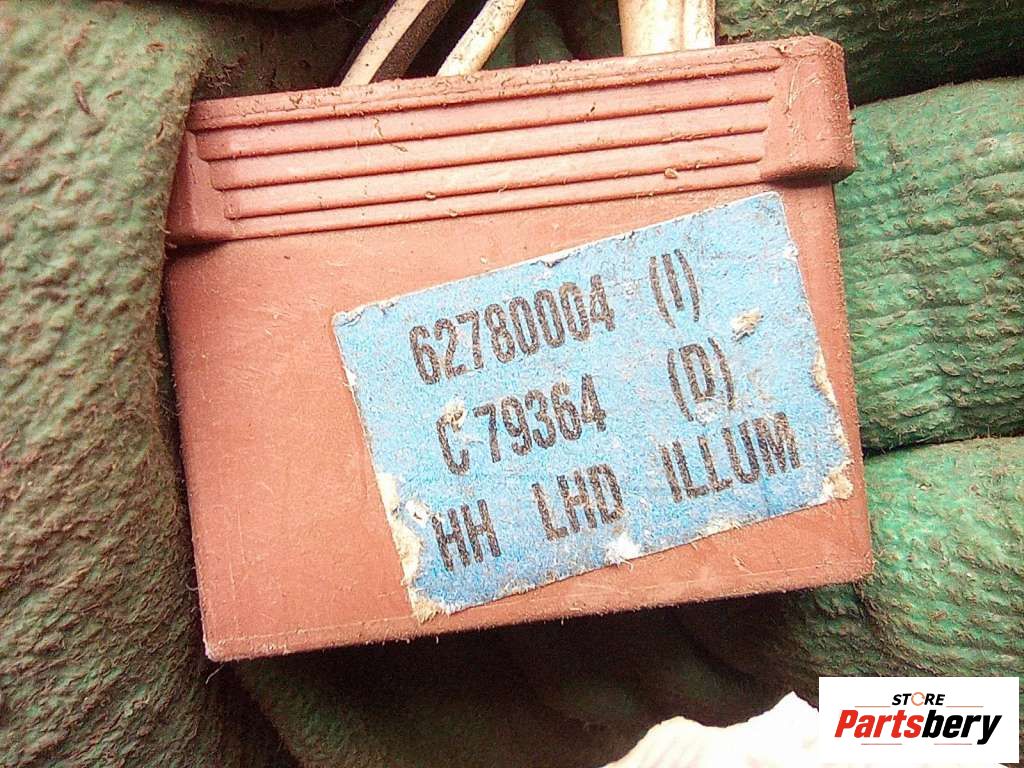 62780004 (I)
C79364 (D)
HH LHD ILLUM
STORE
Partsbery